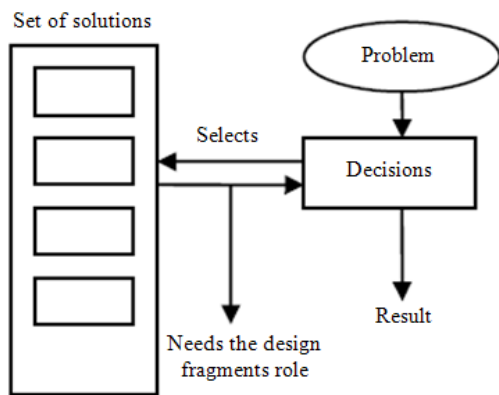 Set of solutions
Problem
Selects
Decisions
Result
Needs the design
fragments role